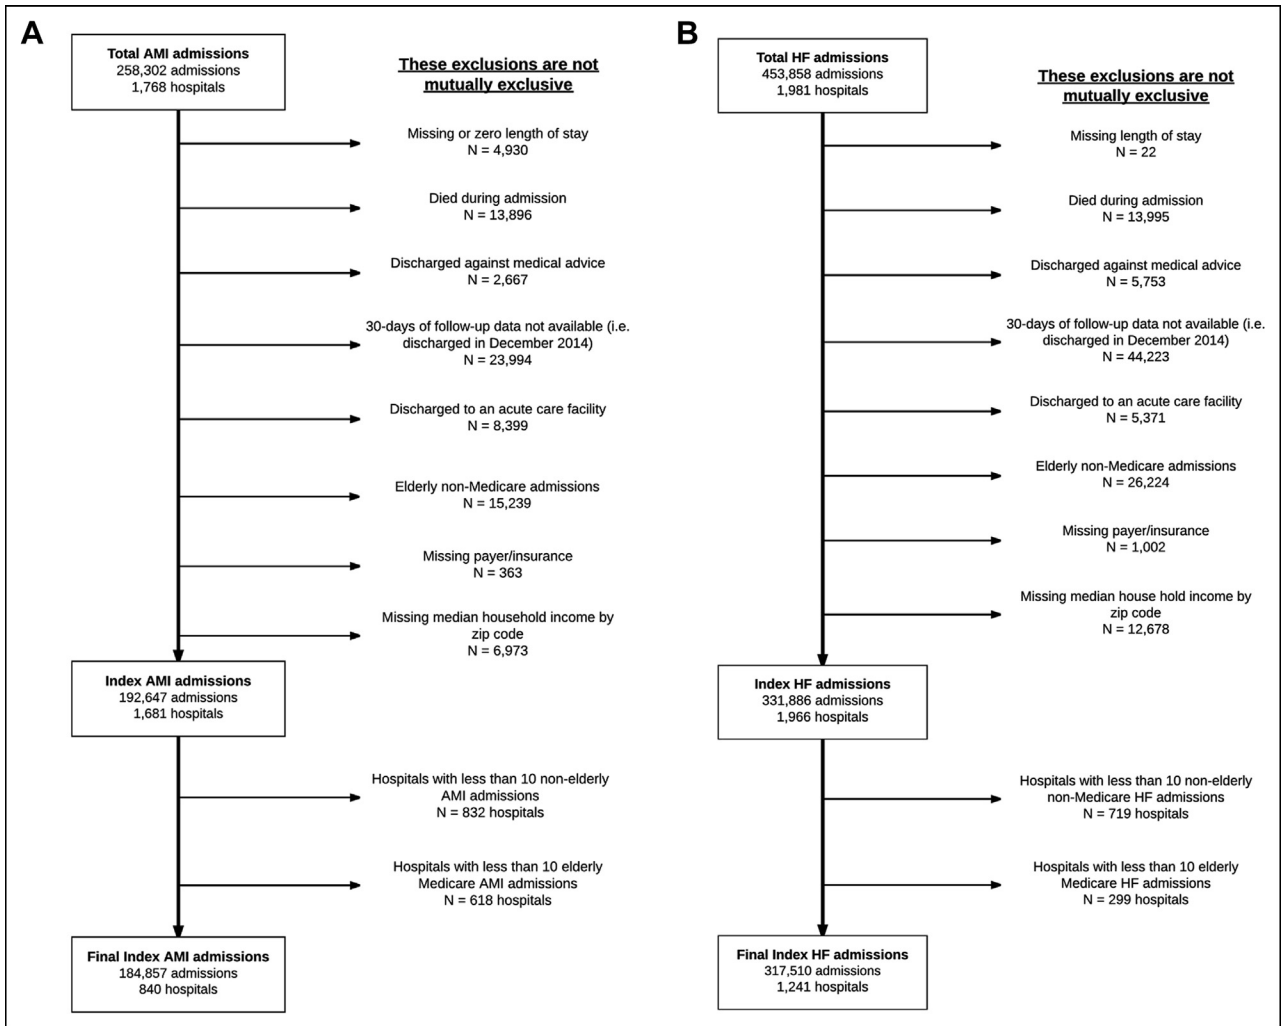 A
Total AMI admissions
258,302 admissions
1,768 hospitals
These exclusions are not
mutually exclusive
Missing or zero length of stay
N = 4,930
Died during admission
N = 13,896
Discharged against medical advice
N = 2,667
30-days of follow-up data not available (i.e.
discharged in December 2014)
N = 23,994
Discharged to an acute care facility
N = 8,399
Elderly non-Medicare admissions
N = 15,239
Missing payer/insurance
N = 363
Missing median household income by
zip code
N = 6,973
Index AMI admissions
192,647 admissions
1,681 hospitals
Hospitals with less than 10 non-elderly
AMI admissions
N = 832 hospitals
Hospitals with less than 10 elderly
Medicare AMI admissions
N = 618 hospitals
Final Index AMI admissions
184,857 admissions
840 hospitals
B
Total HF admissions
453,858 admissions
1,981 hospitals
These exclusions are not
mutually exclusive
Missing length of stay
N = 22
Died during admission
N = 13,995
Discharged against medical advice
N = 5,753
30-days of follow-up data not available (i.e.
discharged in December 2014)
N = 44,223
Discharged to an acute care facility
N = 5,371
Elderly non-Medicare admissions
N = 26,224
Missing payer/insurance
N = 1,002
Missing median house hold income by
zip code
N = 12,678
Index HF admissions
331,886 admissions
1,966 hospitals
Hospitals with less than 10 non-elderly
non-Medicare HF admissions
N = 719 hospitals
Hospitals with less than 10 elderly
Medicare HF admissions
N = 299 hospitals
Final Index HF admissions
317,510 admissions
1,241 hospitals